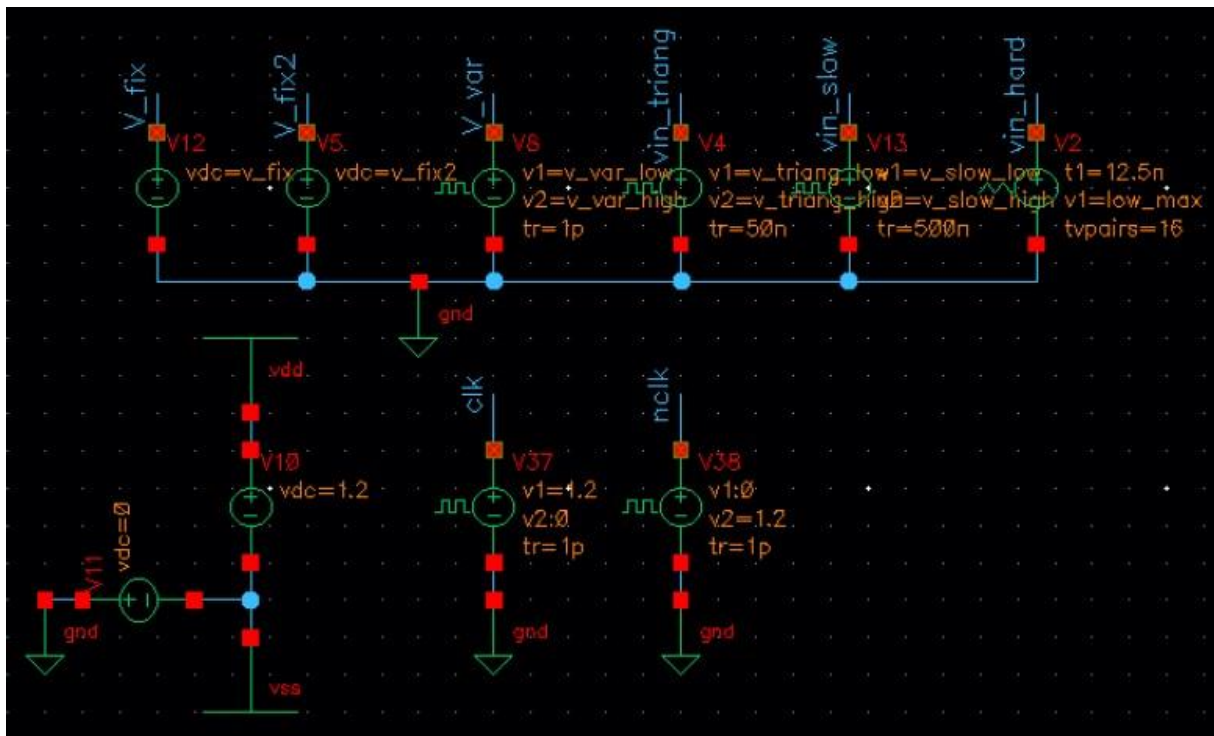 V_fix
V_fix2
V_var
vin_triang
vin_slow
vin_hard
V12
vdc=v_fix
V5
vdc=v_fix2
V8
v1=v_var_low
v2=v_var_high
tr=1p
V4
v1=v_triang_low
v2=v_triang_high
tr=50n
V13
v1=v_slow_low
v2=v_slow_high
tr=500n
V2
t1=12.5n
v1=low_max
tvpairs=16
gnd
vdd
V10
vdc=1.2
vdc=0
V11
gnd
vss
clk
V37
v1=1.2
v2:0
tr=1p
gnd
nclk
V38
v1:0
v2=1.2
tr=1p
gnd